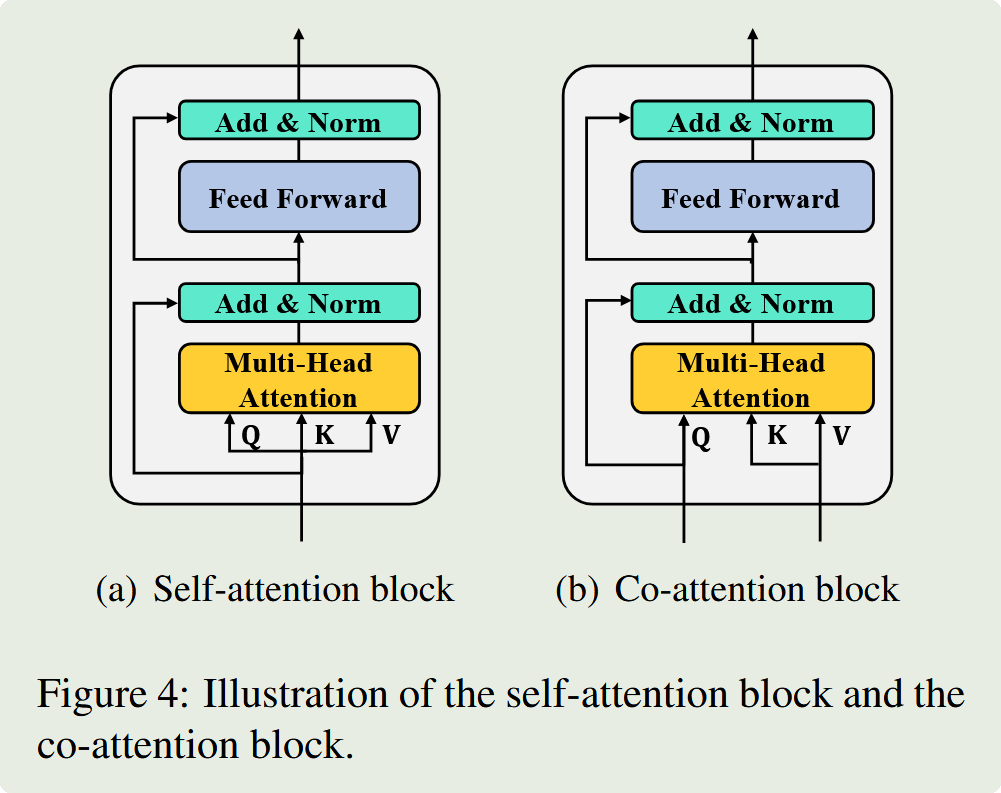 Add & Norm
Feed Forward
Add & Norm
Multi-Head
Attention
Q K V
(a) Self-attention block
Add & Norm
Feed Forward
Add & Norm
Multi-Head
Attention
Q K V
(b) Co-attention block
Figure 4: Illustration of the self-attention block and the
co-attention block.